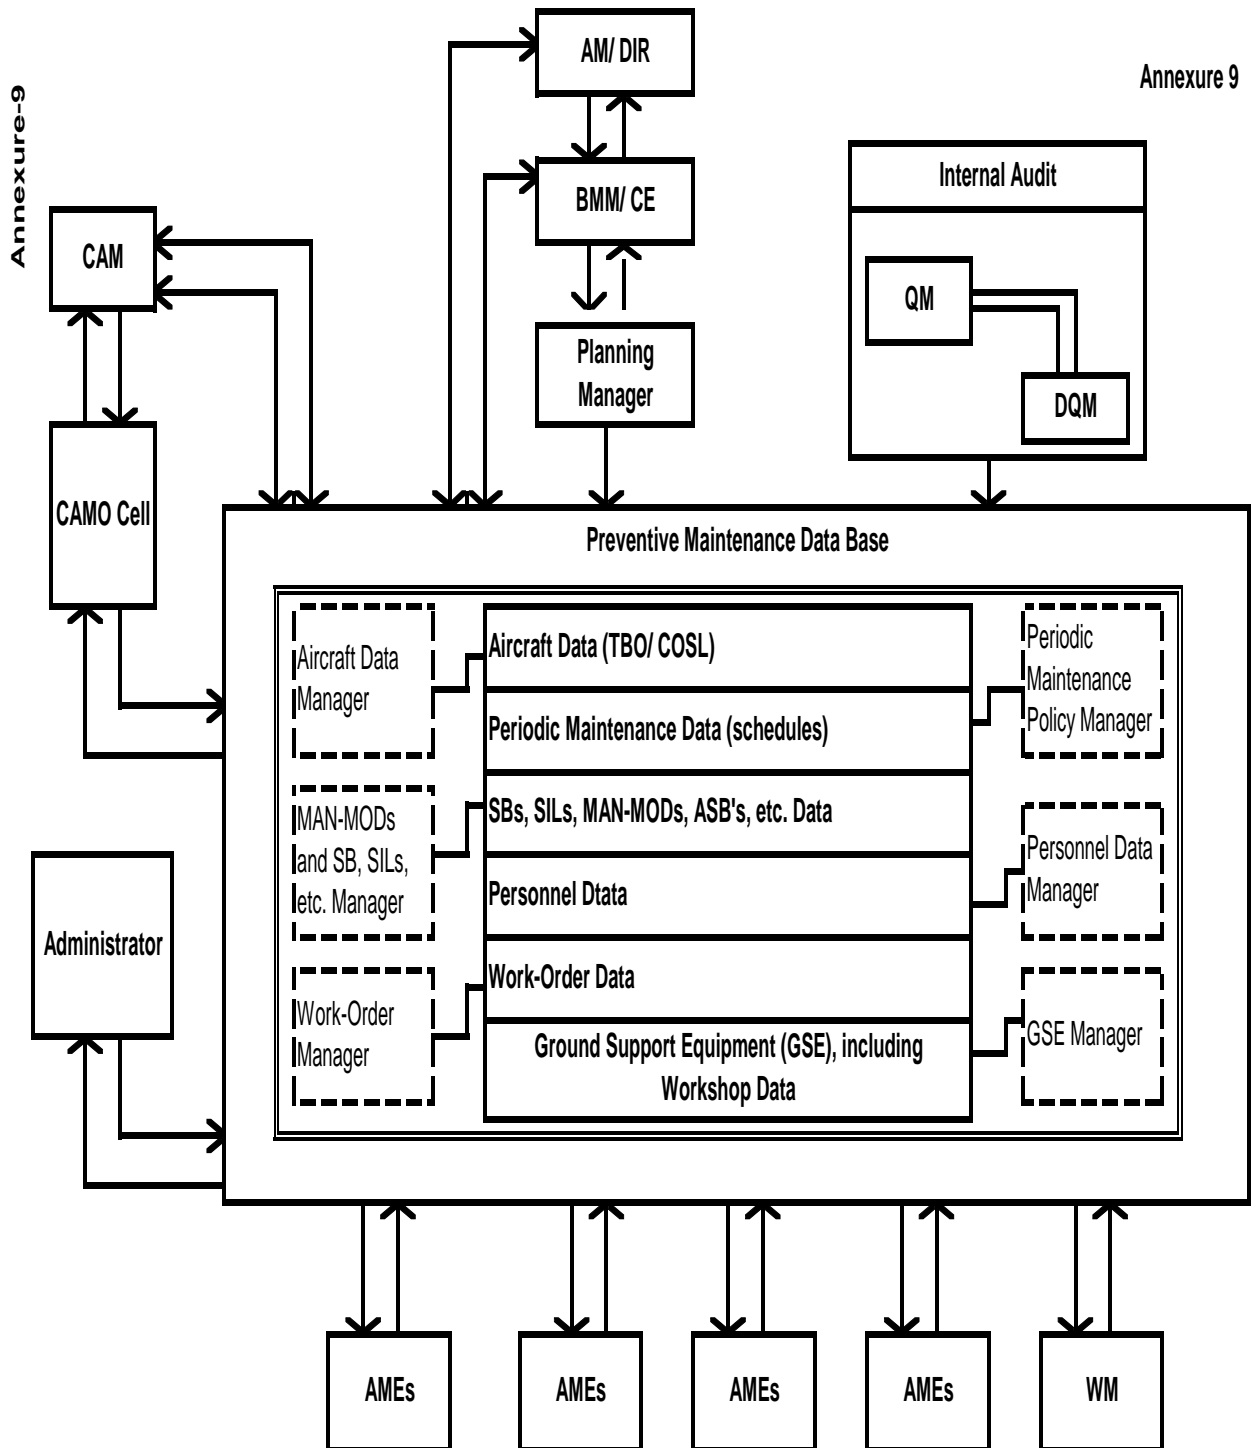 AM/ DIR
Annexure 9
Annexure-9
Internal Audit
BMM/ CE
CAM
QM
Planning
Manager
DQM
CAMO Cell
Preventive Maintenance Data Base
Aircraft Data
Manager
Aircraft Data (TBO/ COSL)
Periodic
Maintenance
Policy Manager
Periodic Maintenance Data (schedules)
MAN-MODs
and SB, SILs,
etc. Manager
SBs, SILs, MAN-MODs, ASB's, etc. Data
Personnel Data
Manager
Personnel Dtata
Administrator
Work-Order Data
Work-Order
Manager
GSE Manager
Ground Support Equipment (GSE), including
Workshop Data
AMEs
AMEs
AMEs
AMEs
WM